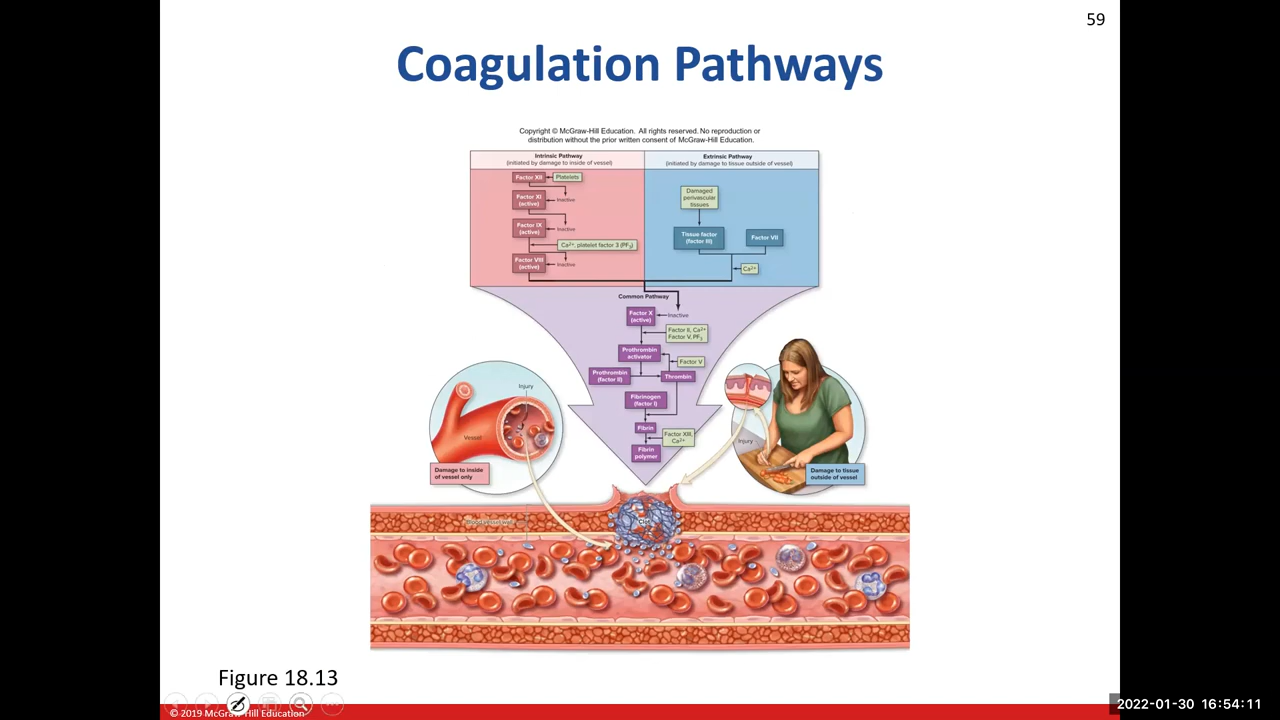 59
Coagulation Pathways
Copyright © McGraw-Hill Education. All rights reserved. No reproduction or
distribution without the prior written consent of McGraw-Hill Education.
Intrinsic Pathway
(initiated by damage to inside of vessel)
Extrinsic Pathway
(initiated by damage to tissue outside of vessel)
Factor XII
Platelets
Factor XI
(active)
Inactive
Factor IX
(active)
Inactive
Ca²⁺, platelet factor 3 (PF₃)
Factor VIII
(active)
Inactive
Damaged
perivascular
tissues
Tissue factor
(factor III)
Factor VII
Ca²⁺
Common Pathway
Factor X
(active)
Inactive
Factor II, Ca²⁺
Factor V, PF₃
Prothrombin
activator
Factor V
Prothrombin
(factor II)
Thrombin
Fibrinogen
(factor I)
Fibrin
Factor XIII,
Ca²⁺
Fibrin
polymer
Injury
Vessel
Damage to inside
of vessel only
Injury
Damage to tissue
outside of vessel
Blood vessel wall
Clot
Figure 18.13
© 2019 McGraw-Hill Education
2022-01-30 16:54:11